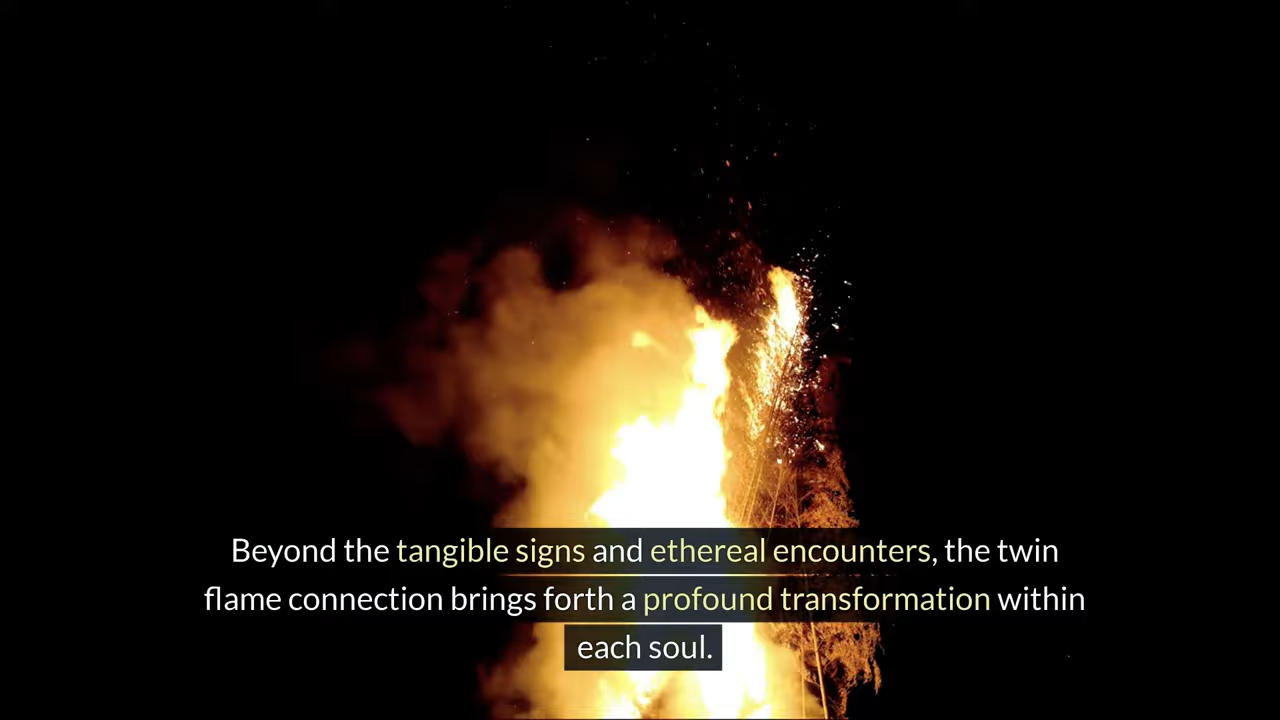 Beyond the tangible signs and ethereal encounters, the twin
flame connection brings forth a profound transformation within
each soul.